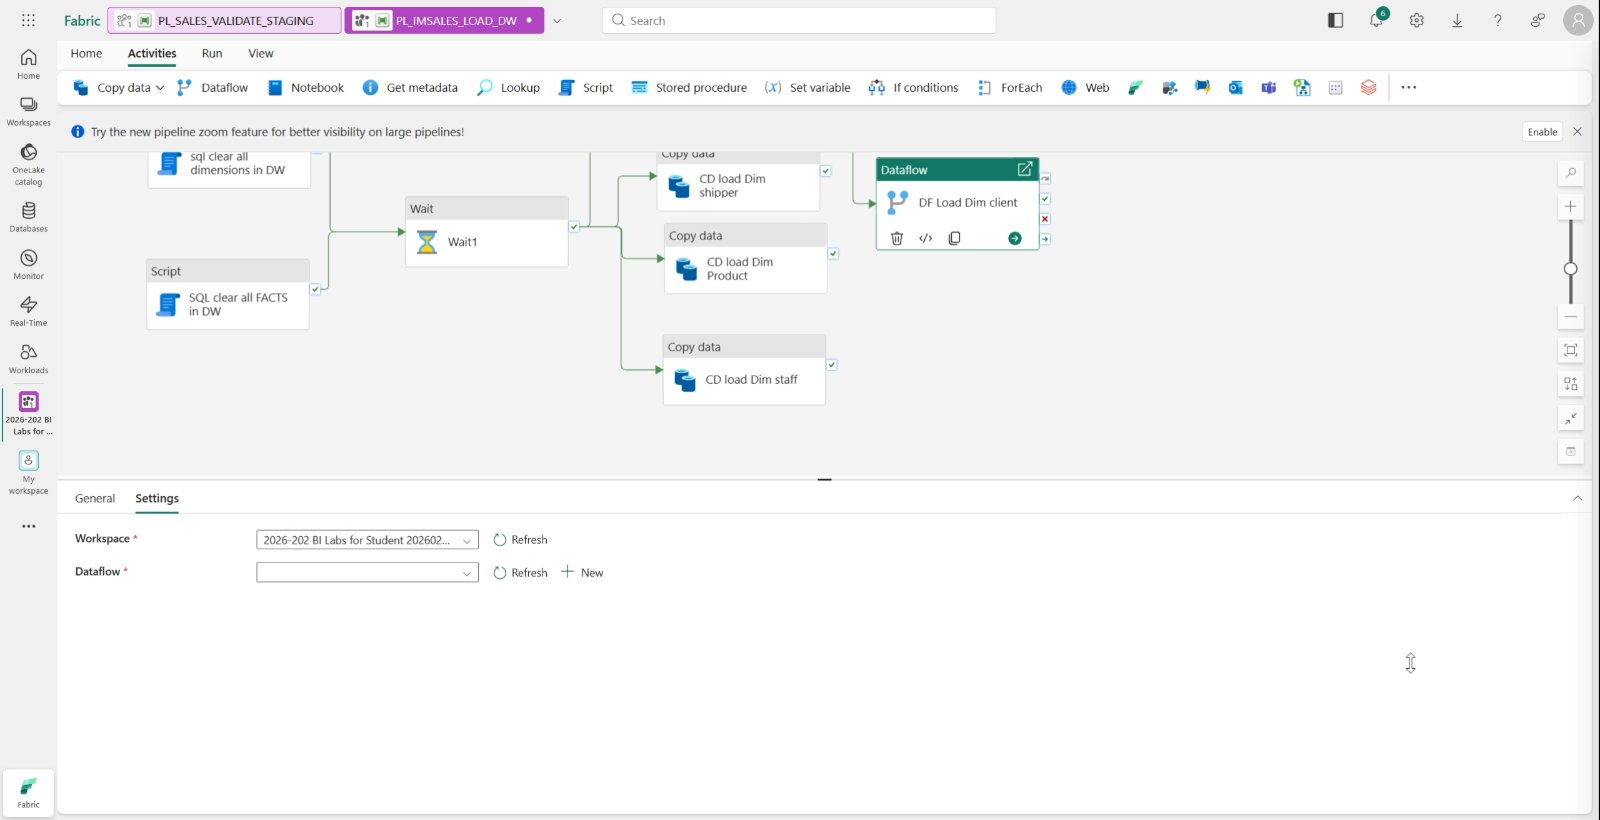 Fabric
PL_SALES_VALIDATE_STAGING
PL_IMSALES_LOAD_DW
Search
6
Home
Activities
Run
View
Copy data
Dataflow
Notebook
Get metadata
Lookup
Script
Stored procedure
(x) Set variable
If conditions
ForEach
Web
Try the new pipeline zoom feature for better visibility on large pipelines!
Enable
Home
Workspaces
OneLake
catalog
Databases
Monitor
Real-Time
Workloads
2026-202 BI
Labs for ...
My
workspace
Fabric
sql clear all
dimensions in DW
Script
SQL clear all FACTS
in DW
Wait
Wait1
Copy data
CD load Dim
shipper
Copy data
CD load Dim
Product
Copy data
CD load Dim staff
Dataflow
DF Load Dim client
General
Settings
Workspace *
2026-202 BI Labs for Student 202602...
Refresh
Dataflow *
Refresh
New